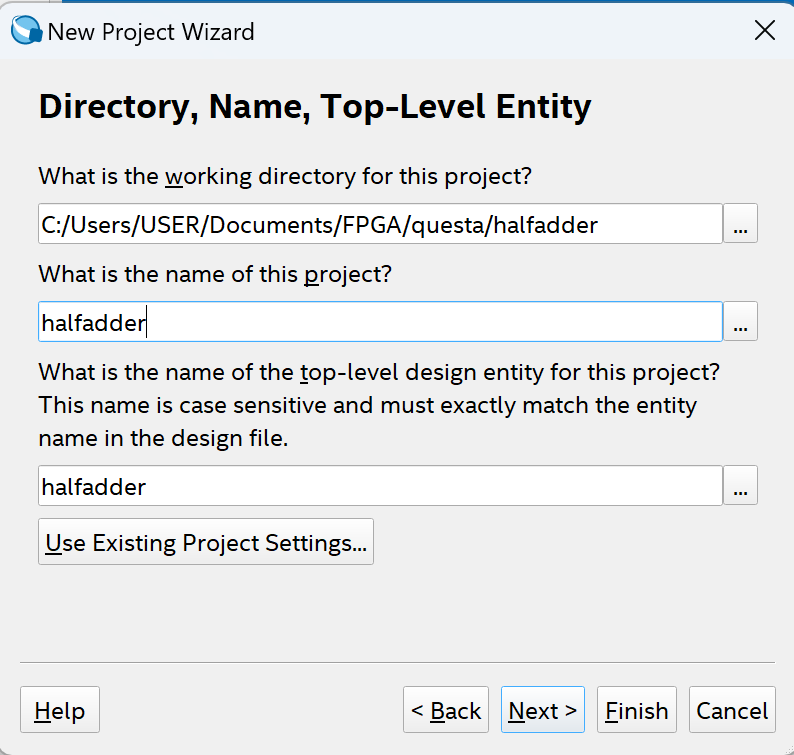 New Project Wizard
Directory, Name, Top-Level Entity
What is the working directory for this project?
C:/Users/USER/Documents/FPGA/questa/halfadder
...
What is the name of this project?
halfadder
...
What is the name of the top-level design entity for this project?
This name is case sensitive and must exactly match the entity
name in the design file.
halfadder
...
Use Existing Project Settings...
Help
< Back
Next >
Finish
Cancel